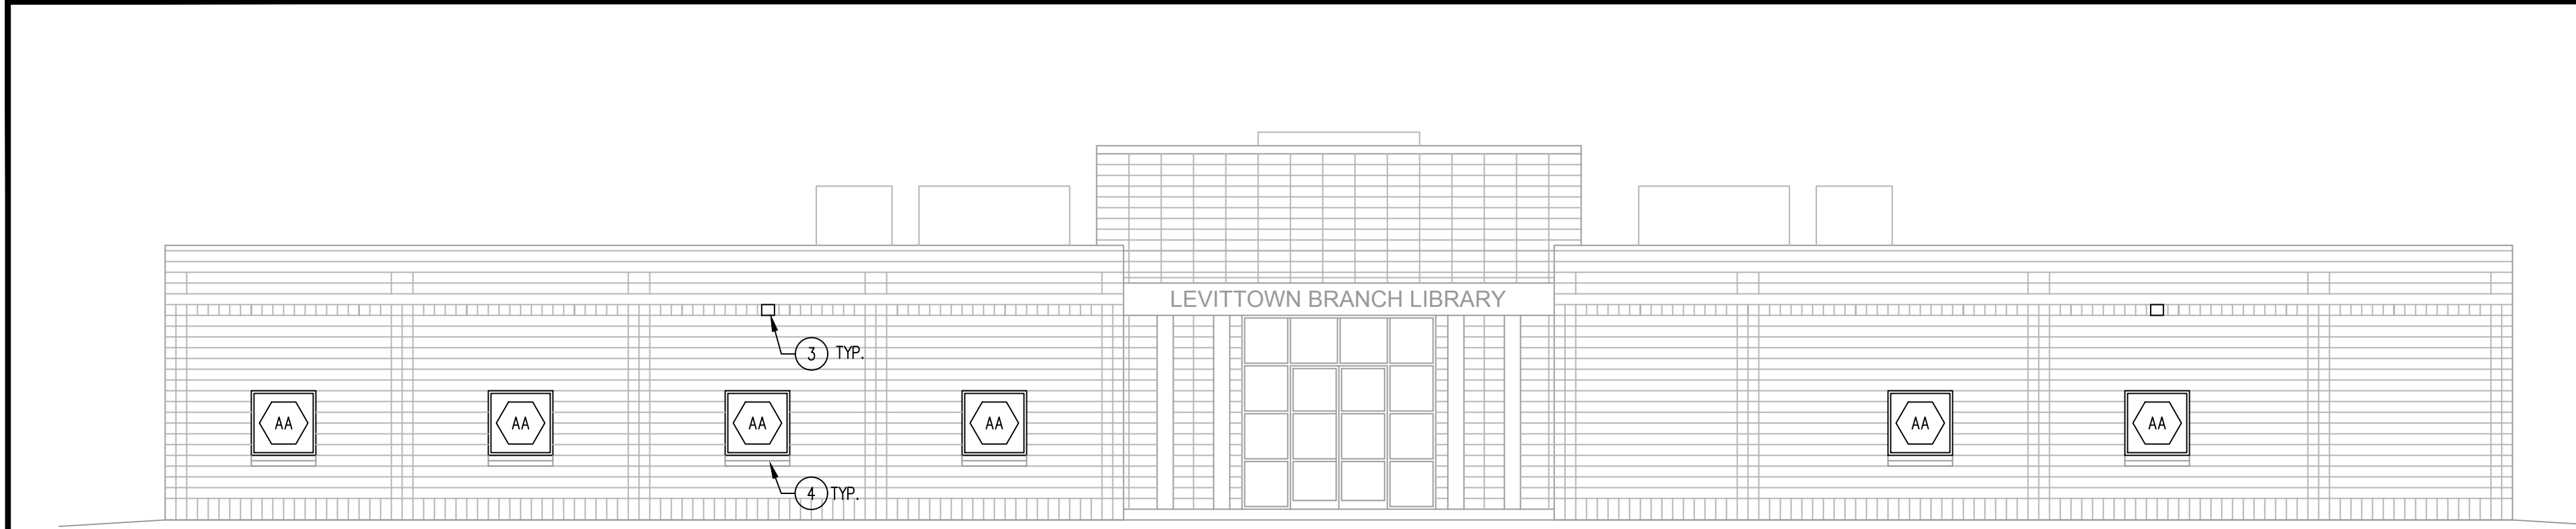 LEVITTOWN BRANCH LIBRARY
3 TYP.
AA AA AA AA AA AA
4 TYP.